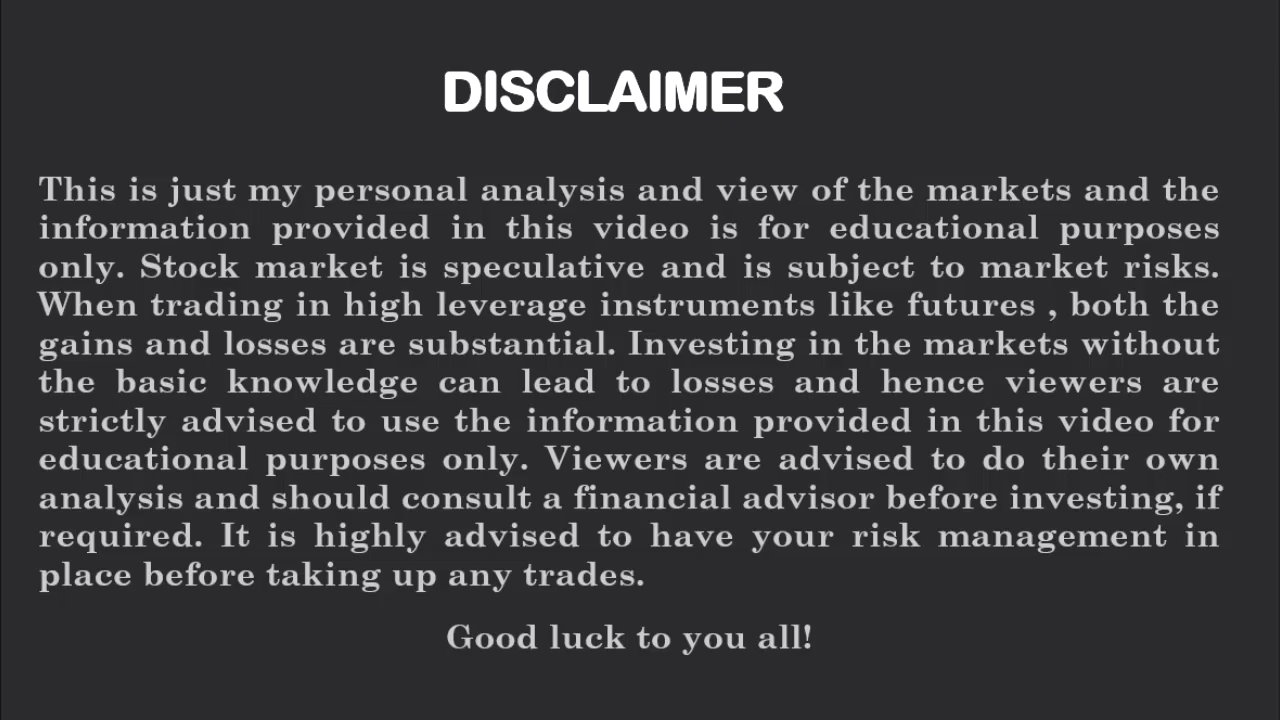 DISCLAIMER
This is just my personal analysis and view of the markets and the
information provided in this video is for educational purposes
only. Stock market is speculative and is subject to market risks.
When trading in high leverage instruments like futures , both the
gains and losses are substantial. Investing in the markets without
the basic knowledge can lead to losses and hence viewers are
strictly advised to use the information provided in this video for
educational purposes only. Viewers are advised to do their own
analysis and should consult a financial advisor before investing, if
required. It is highly advised to have your risk management in
place before taking up any trades.
Good luck to you all!